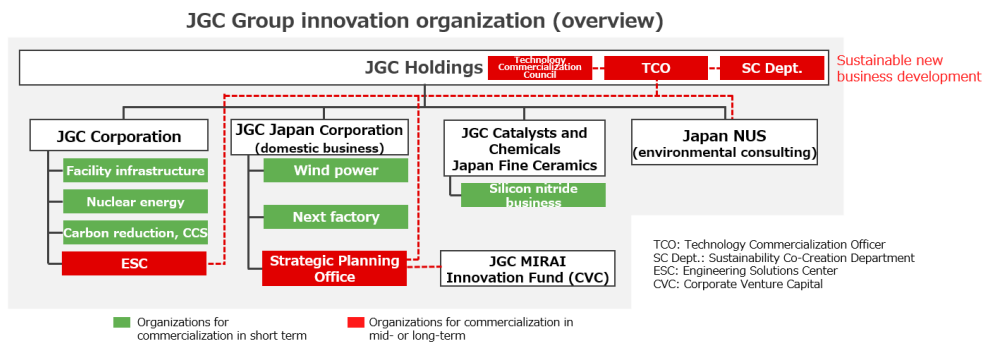 JGC Group innovation organization (overview)
JGC Holdings
Technology
Commercialization
Council
TCO
SC Dept.
Sustainable new
business development
JGC Corporation
JGC Japan Corporation
(domestic business)
JGC Catalysts and
Chemicals
Japan Fine Ceramics
Japan NUS
(environmental consulting)
Facility infrastructure
Nuclear energy
Carbon reduction, CCS
ESC
Wind power
Next factory
Strategic Planning
Office
Silicon nitride
business
JGC MIRAI
Innovation Fund (CVC)
TCO: Technology Commercialization Officer
SC Dept.: Sustainability Co-Creation Department
ESC: Engineering Solutions Center
CVC: Corporate Venture Capital
Organizations for
commercialization in short term
Organizations for commercialization in
mid- or long-term